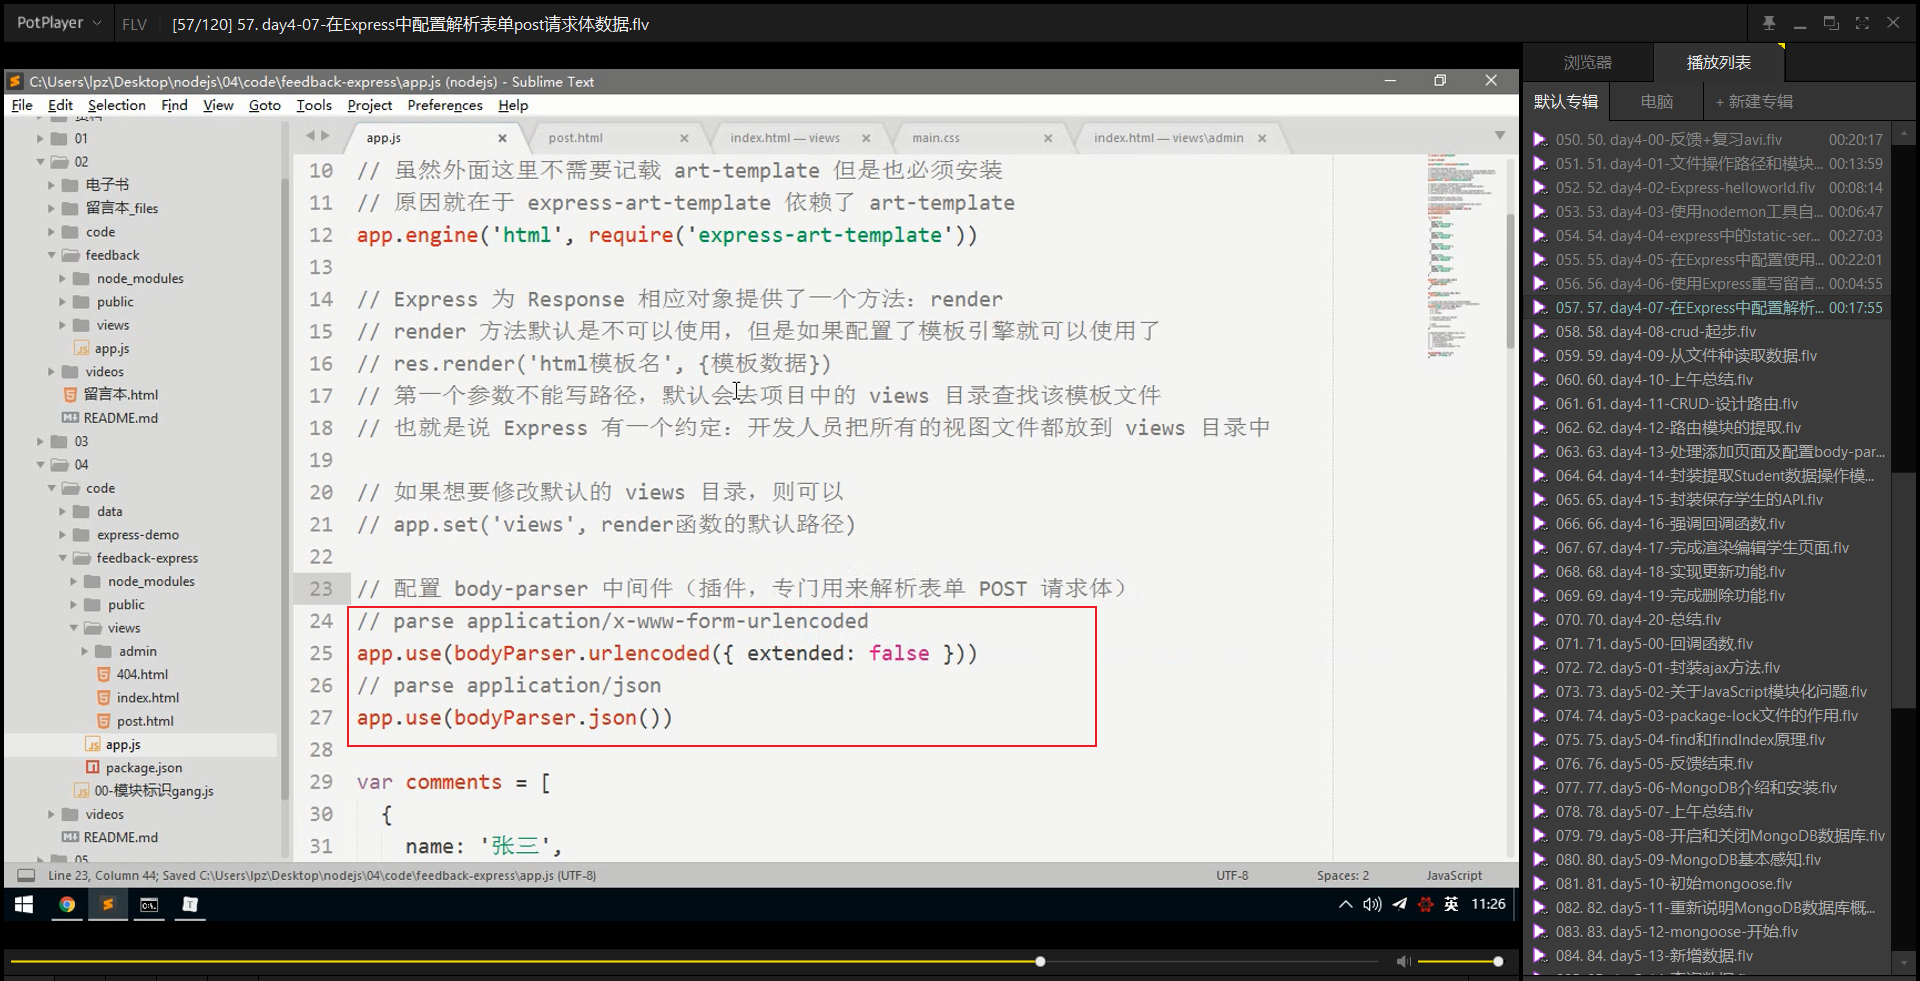 PotPlayer
FLV
[57/120] 57. day4-07-在Express中配置解析表单post请求体数据.flv
C:\Users\lpz\Desktop\nodejs\04\code\feedback-express\app.js (nodejs) - Sublime Text
File Edit Selection Find View Goto Tools Project Preferences Help
资料
01
02
电子书
留言本_files
code
feedback
node_modules
public
views
app.js
videos
留言本.html
README.md
03
04
code
data
express-demo
feedback-express
node_modules
public
views
admin
404.html
index.html
post.html
app.js
package.json
00-模块标识gang.js
videos
README.md
05
app.js
post.html
index.html — views
main.css
index.html — views\admin
10 // 虽然外面这里不需要记载 art-template 但是也必须安装
11 // 原因就在于 express-art-template 依赖了 art-template
12 app.engine('html', require('express-art-template'))
13
14 // Express 为 Response 相应对象提供了一个方法：render
15 // render 方法默认是不可以使用，但是如果配置了模板引擎就可以使用了
16 // res.render('html模板名', {模板数据})
17 // 第一个参数不能写路径，默认会去项目中的 views 目录查找该模板文件
18 // 也就是说 Express 有一个约定：开发人员把所有的视图文件都放到 views 目录中
19
20 // 如果想要修改默认的 views 目录，则可以
21 // app.set('views', render函数的默认路径)
22
23 // 配置 body-parser 中间件（插件，专门用来解析表单 POST 请求体）
24 // parse application/x-www-form-urlencoded
25 app.use(bodyParser.urlencoded({ extended: false }))
26 // parse application/json
27 app.use(bodyParser.json())
28
29 var comments = [
30 {
31 name: '张三',
Line 23, Column 44; Saved C:\Users\lpz\Desktop\nodejs\04\code\feedback-express\app.js (UTF-8)
UTF-8
Spaces: 2
JavaScript
英
11:26
浏览器
播放列表
默认专辑
电脑
+ 新建专辑
050. 50. day4-00-反馈+复习avi.flv 00:20:17
051. 51. day4-01-文件操作路径和模块... 00:13:59
052. 52. day4-02-Express-helloworld.flv 00:08:14
053. 53. day4-03-使用nodemon工具自... 00:06:47
054. 54. day4-04-express中的static-ser... 00:27:03
055. 55. day4-05-在Express中配置使用... 00:22:01
056. 56. day4-06-使用Express重写留言... 00:04:55
057. 57. day4-07-在Express中配置解析... 00:17:55
058. 58. day4-08-crud-起步.flv
059. 59. day4-09-从文件种读取数据.flv
060. 60. day4-10-上午总结.flv
061. 61. day4-11-CRUD-设计路由.flv
062. 62. day4-12-路由模块的提取.flv
063. 63. day4-13-处理添加页面及配置body-par...
064. 64. day4-14-封装提取Student数据操作模...
065. 65. day4-15-封装保存学生的API.flv
066. 66. day4-16-强调回调函数.flv
067. 67. day4-17-完成渲染编辑学生页面.flv
068. 68. day4-18-实现更新功能.flv
069. 69. day4-19-完成删除功能.flv
070. 70. day4-20-总结.flv
071. 71. day5-00-回调函数.flv
072. 72. day5-01-封装ajax方法.flv
073. 73. day5-02-关于JavaScript模块化问题.flv
074. 74. day5-03-package-lock文件的作用.flv
075. 75. day5-04-find和findIndex原理.flv
076. 76. day5-05-反馈结束.flv
077. 77. day5-06-MongoDB介绍和安装.flv
078. 78. day5-07-上午总结.flv
079. 79. day5-08-开启和关闭MongoDB数据库.flv
080. 80. day5-09-MongoDB基本感知.flv
081. 81. day5-10-初始mongoose.flv
082. 82. day5-11-重新说明MongoDB数据库概...
083. 83. day5-12-mongoose-开始.flv
084. 84. day5-13-新增数据.flv